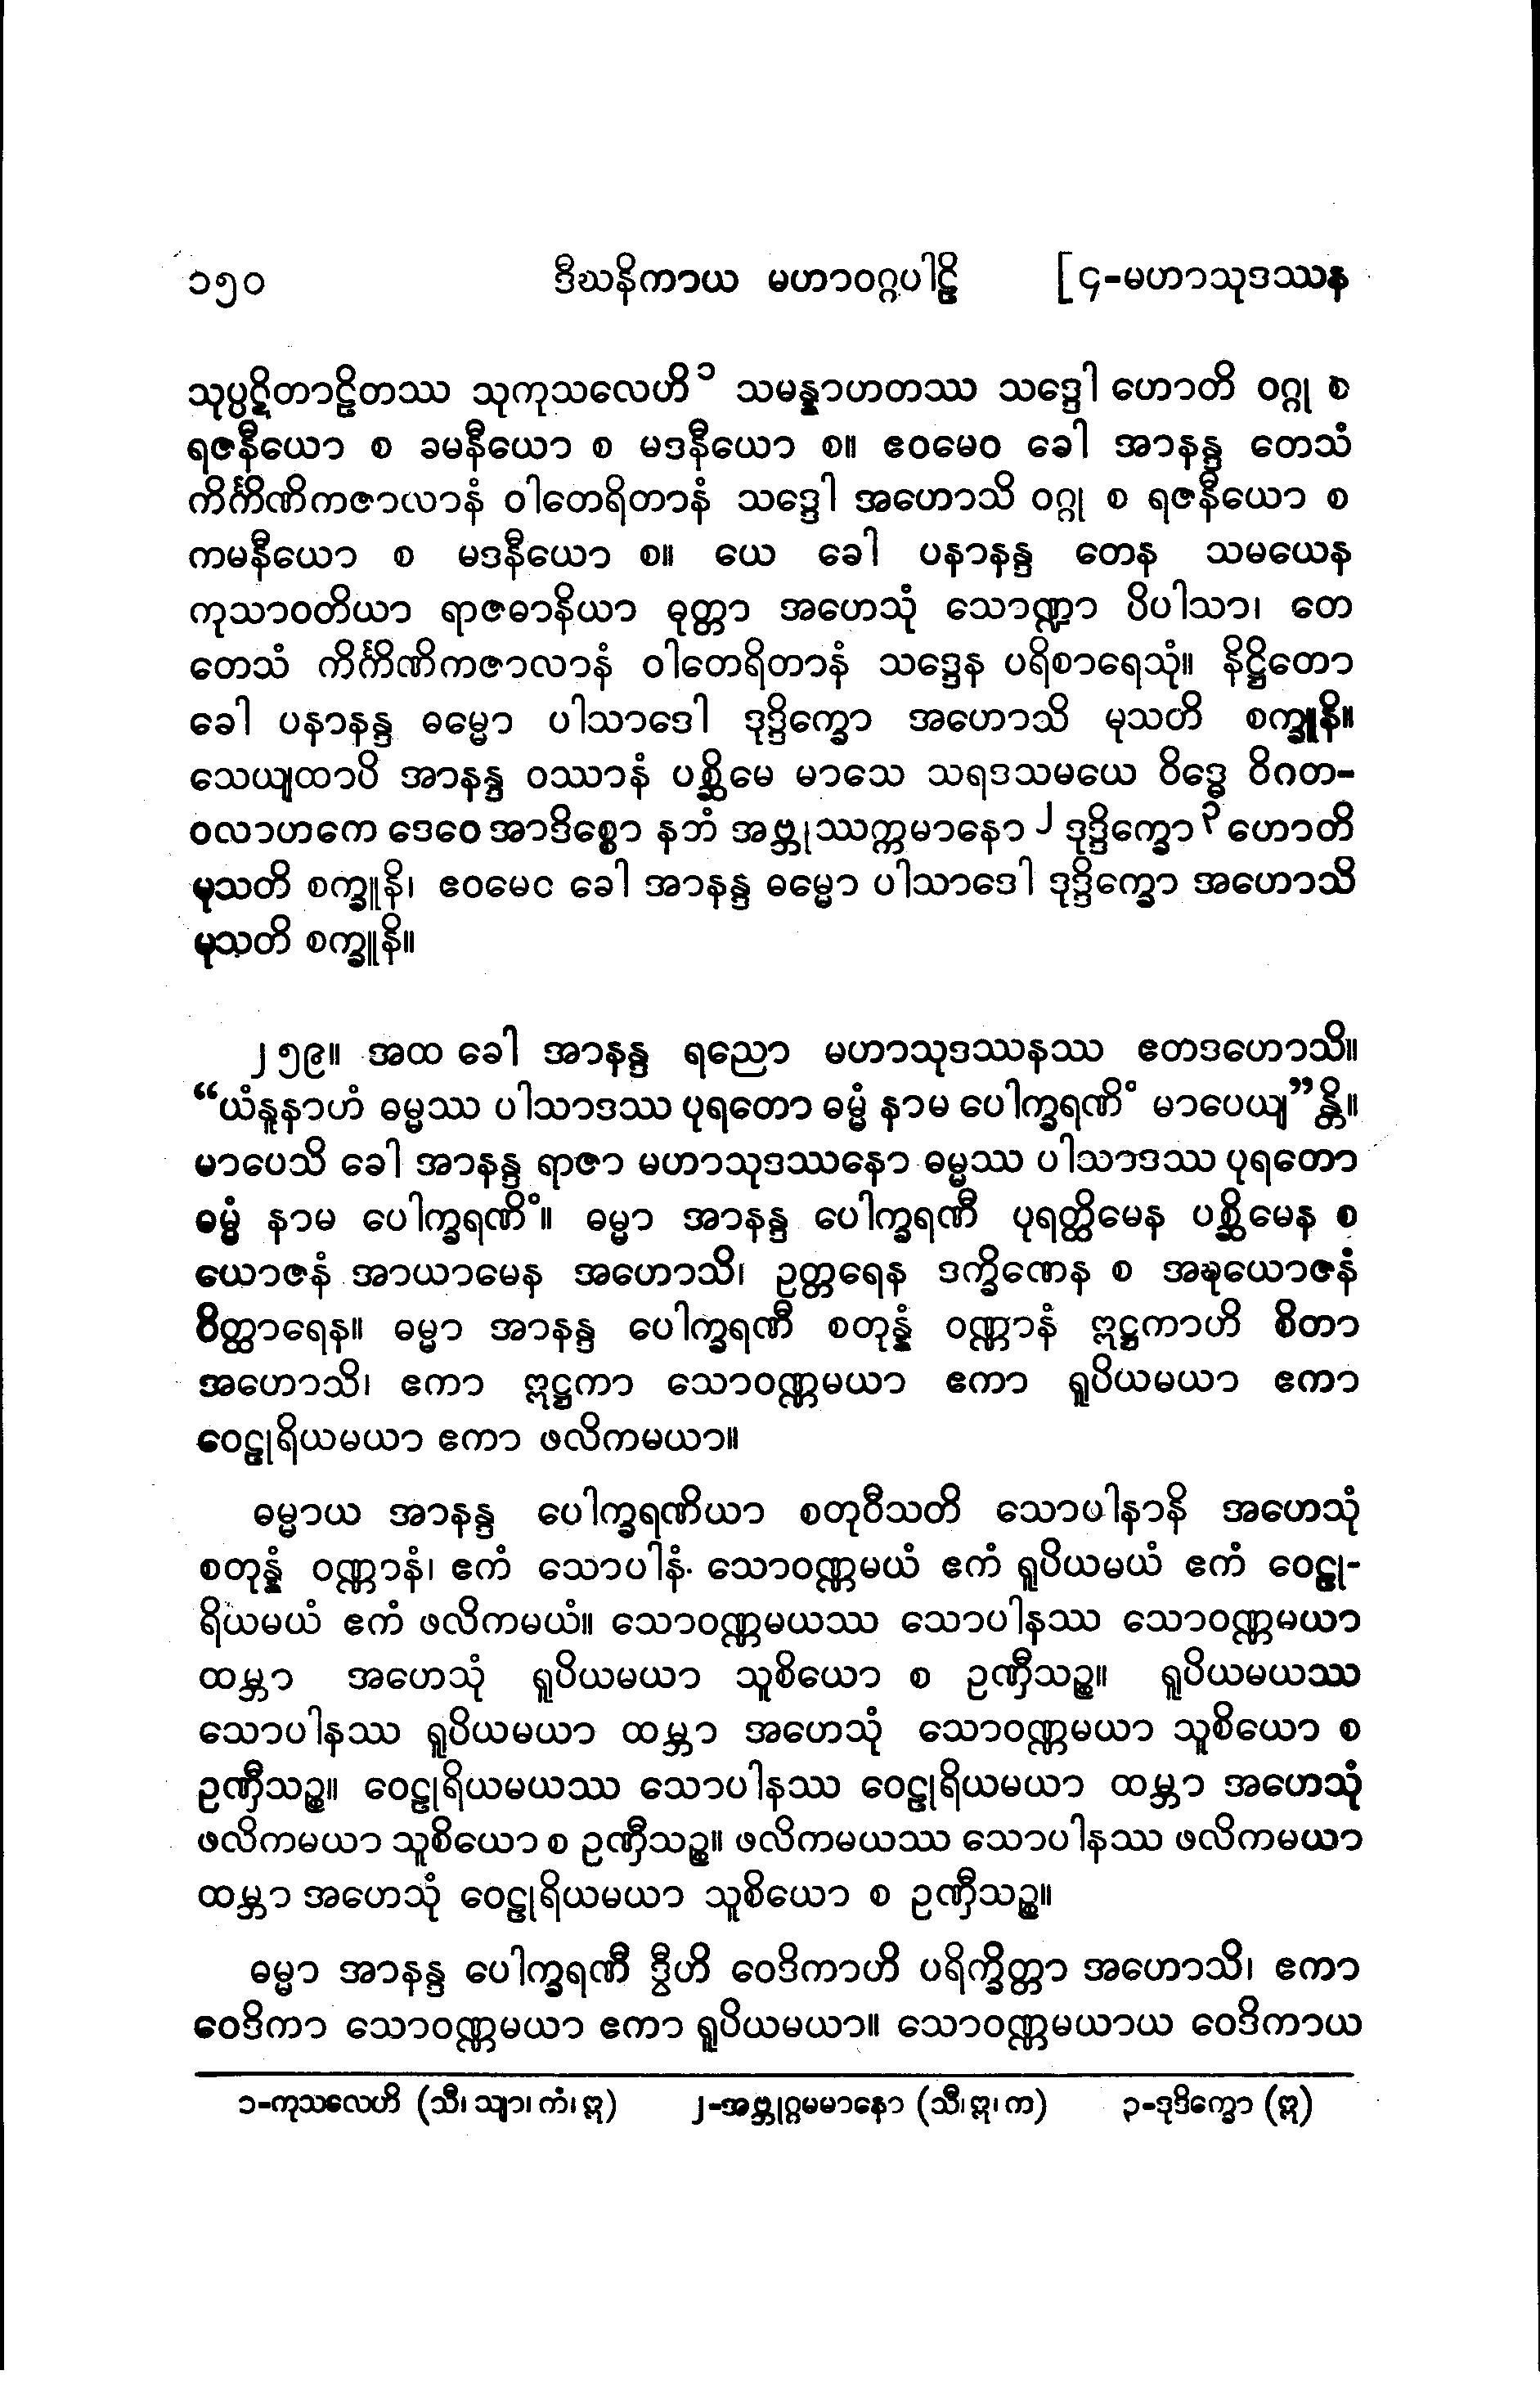 ၁၅၀ ဒီဃနိကာယ မဟာဝဂ္ဂပါဠိ [၄-မဟာသုဒဿန
သုပ္ပဋိတာဠိတဿ သုကုသလေဟိ၁ သမန္နာဟတဿ သဒ္ဒေါ ဟောတိ ဝဂ္ဂု စ
ရဇနီယော စ ခမနီယော စ မဒနီယော စ။ ဧဝမေဝ ခေါ အာနန္ဒ တေသံ
ကိင်္ကိဏိကဇာလာနံ ဝါတေရိတာနံ သဒ္ဒေါ အဟောသိ ဝဂ္ဂု စ ရဇနီယော စ
ကမနီယော စ မဒနီယော စ။ ယေ ခေါ ပနာနန္ဒ တေန သမယေန
ကုသာဝတိယာ ရာဇဓာနိယာ ဓုတ္တာ အဟေသုံ သောဏ္ဍာ ပိပါသာ၊ တေ
တေသံ ကိင်္ကိဏိကဇာလာနံ ဝါတေရိတာနံ သဒ္ဒေန ပရိစာရေသုံ။ နိဋ္ဌိတော
ခေါ ပနာနန္ဒ ဓမ္မော ပါသာဒေါ ဒုဒ္ဒိက္ခော အဟောသိ မုသတိ စက္ခူနိ။
သေယျထာပိ အာနန္ဒ ဝဿာနံ ပစ္ဆိမေ မာသေ သရဒသမယေ ဝိဒ္ဓေ ဝိဂတ-
ဝလာဟကေ ဒေဝေ အာဒိစ္စော နဘံ အဗ္ဘုဿက္ကမာနော၂ ဒုဒ္ဒိက္ခော၃ ဟောတိ
မုသတိ စက္ခူနိ၊ ဧဝမေဝ ခေါ အာနန္ဒ ဓမ္မော ပါသာဒေါ ဒုဒ္ဒိက္ခော အဟောသိ
မုသတိ စက္ခူနိ။
၂၅၉။ အထ ခေါ အာနန္ဒ ရညော မဟာသုဒဿနဿ ဧတဒဟောသိ။
“ယံနူနာဟံ ဓမ္မဿ ပါသာဒဿ ပုရတော ဓမ္မံ နာမ ပေါက္ခရဏိံ မာပေယျ”န္တိ။
မာပေသိ ခေါ အာနန္ဒ ရာဇာ မဟာသုဒဿနော ဓမ္မဿ ပါသာဒဿ ပုရတော
ဓမ္မံ နာမ ပေါက္ခရဏိံ။ ဓမ္မာ အာနန္ဒ ပေါက္ခရဏီ ပုရတ္ထိမေန ပစ္ဆိမေန စ
ယောဇနံ အာယာမေန အဟောသိ၊ ဥတ္တရေန ဒက္ခိဏေန စ အဍ္ဎယောဇနံ
ဝိတ္ထာရေန။ ဓမ္မာ အာနန္ဒ ပေါက္ခရဏီ စတုန္နံ ဝဏ္ဏာနံ ဣဋ္ဌကာဟိ စိတာ
အဟောသိ၊ ဧကာ ဣဋ္ဌကာ သောဝဏ္ဏမယာ ဧကာ ရူပိယမယာ ဧကာ
ဝေဠုရိယမယာ ဧကာ ဖလိကမယာ။
ဓမ္မာယ အာနန္ဒ ပေါက္ခရဏိယာ စတုဝီသတိ သောပါနာနိ အဟေသုံ
စတုန္နံ ဝဏ္ဏာနံ၊ ဧကံ သောပါနံ သောဝဏ္ဏမယံ ဧကံ ရူပိယမယံ ဧကံ ဝေဠု-
ရိယမယံ ဧကံ ဖလိကမယံ။ သောဝဏ္ဏမယဿ သောပါနဿ သောဝဏ္ဏမယာ
ထမ္ဘာ အဟေသုံ ရူပိယမယာ သူစိယော စ ဥဏှီသဉ္စ။ ရူပိယမယဿ
သောပါနဿ ရူပိယမယာ ထမ္ဘာ အဟေသုံ သောဝဏ္ဏမယာ သူစိယော စ
ဥဏှီသဉ္စ။ ဝေဠုရိယမယဿ သောပါနဿ ဝေဠုရိယမယာ ထမ္ဘာ အဟေသုံ
ဖလိကမယာ သူစိယော စ ဥဏှီသဉ္စ။ ဖလိကမယဿ သောပါနဿ ဖလိကမယာ
ထမ္ဘာ အဟေသုံ ဝေဠုရိယမယာ သူစိယော စ ဥဏှီသဉ္စ။
ဓမ္မာ အာနန္ဒ ပေါက္ခရဏီ ဒွီဟိ ဝေဒိကာဟိ ပရိက္ခိတ္တာ အဟောသိ၊ ဧကာ
ဝေဒိကာ သောဝဏ္ဏမယာ ဧကာ ရူပိယမယာ။ သောဝဏ္ဏမယာယ ဝေဒိကာယ
၁-ကုသလေဟိ (သီ၊ သျာ၊ ကံ၊ ဣ) ၂-အဗ္ဘုဂ္ဂမမာနော (သီ၊ ဣ၊ က) ၃-ဒုဒိက္ခော (ဣ)